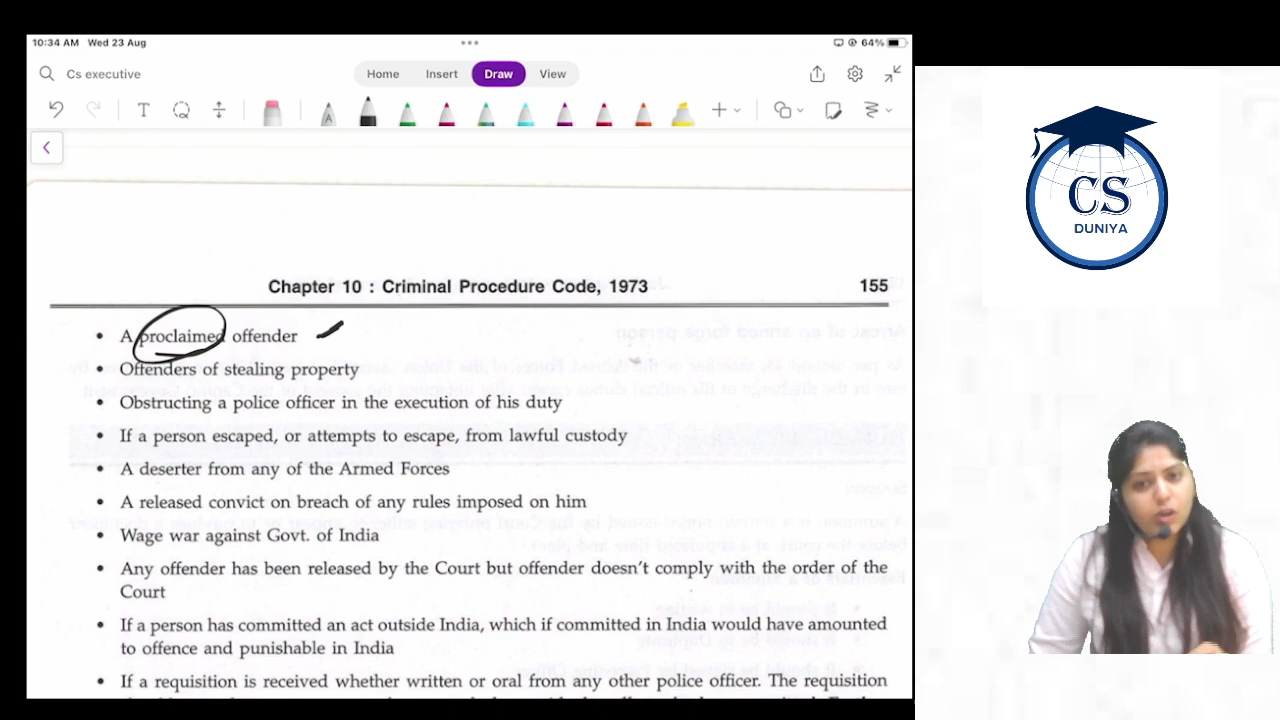 10:34 AM Wed 23 Aug
64%
Cs executive
Home Insert Draw View
T
A
CS
DUNIYA
Chapter 10 : Criminal Procedure Code, 1973 155
• A proclaimed offender
• Offenders of stealing property
• Obstructing a police officer in the execution of his duty
• If a person escaped, or attempts to escape, from lawful custody
• A deserter from any of the Armed Forces
• A released convict on breach of any rules imposed on him
• Wage war against Govt. of India
• Any offender has been released by the Court but offender doesn't comply with the order of the
Court
• If a person has committed an act outside India, which if committed in India would have amounted
to offence and punishable in India
• If a requisition is received whether written or oral from any other police officer. The requisition